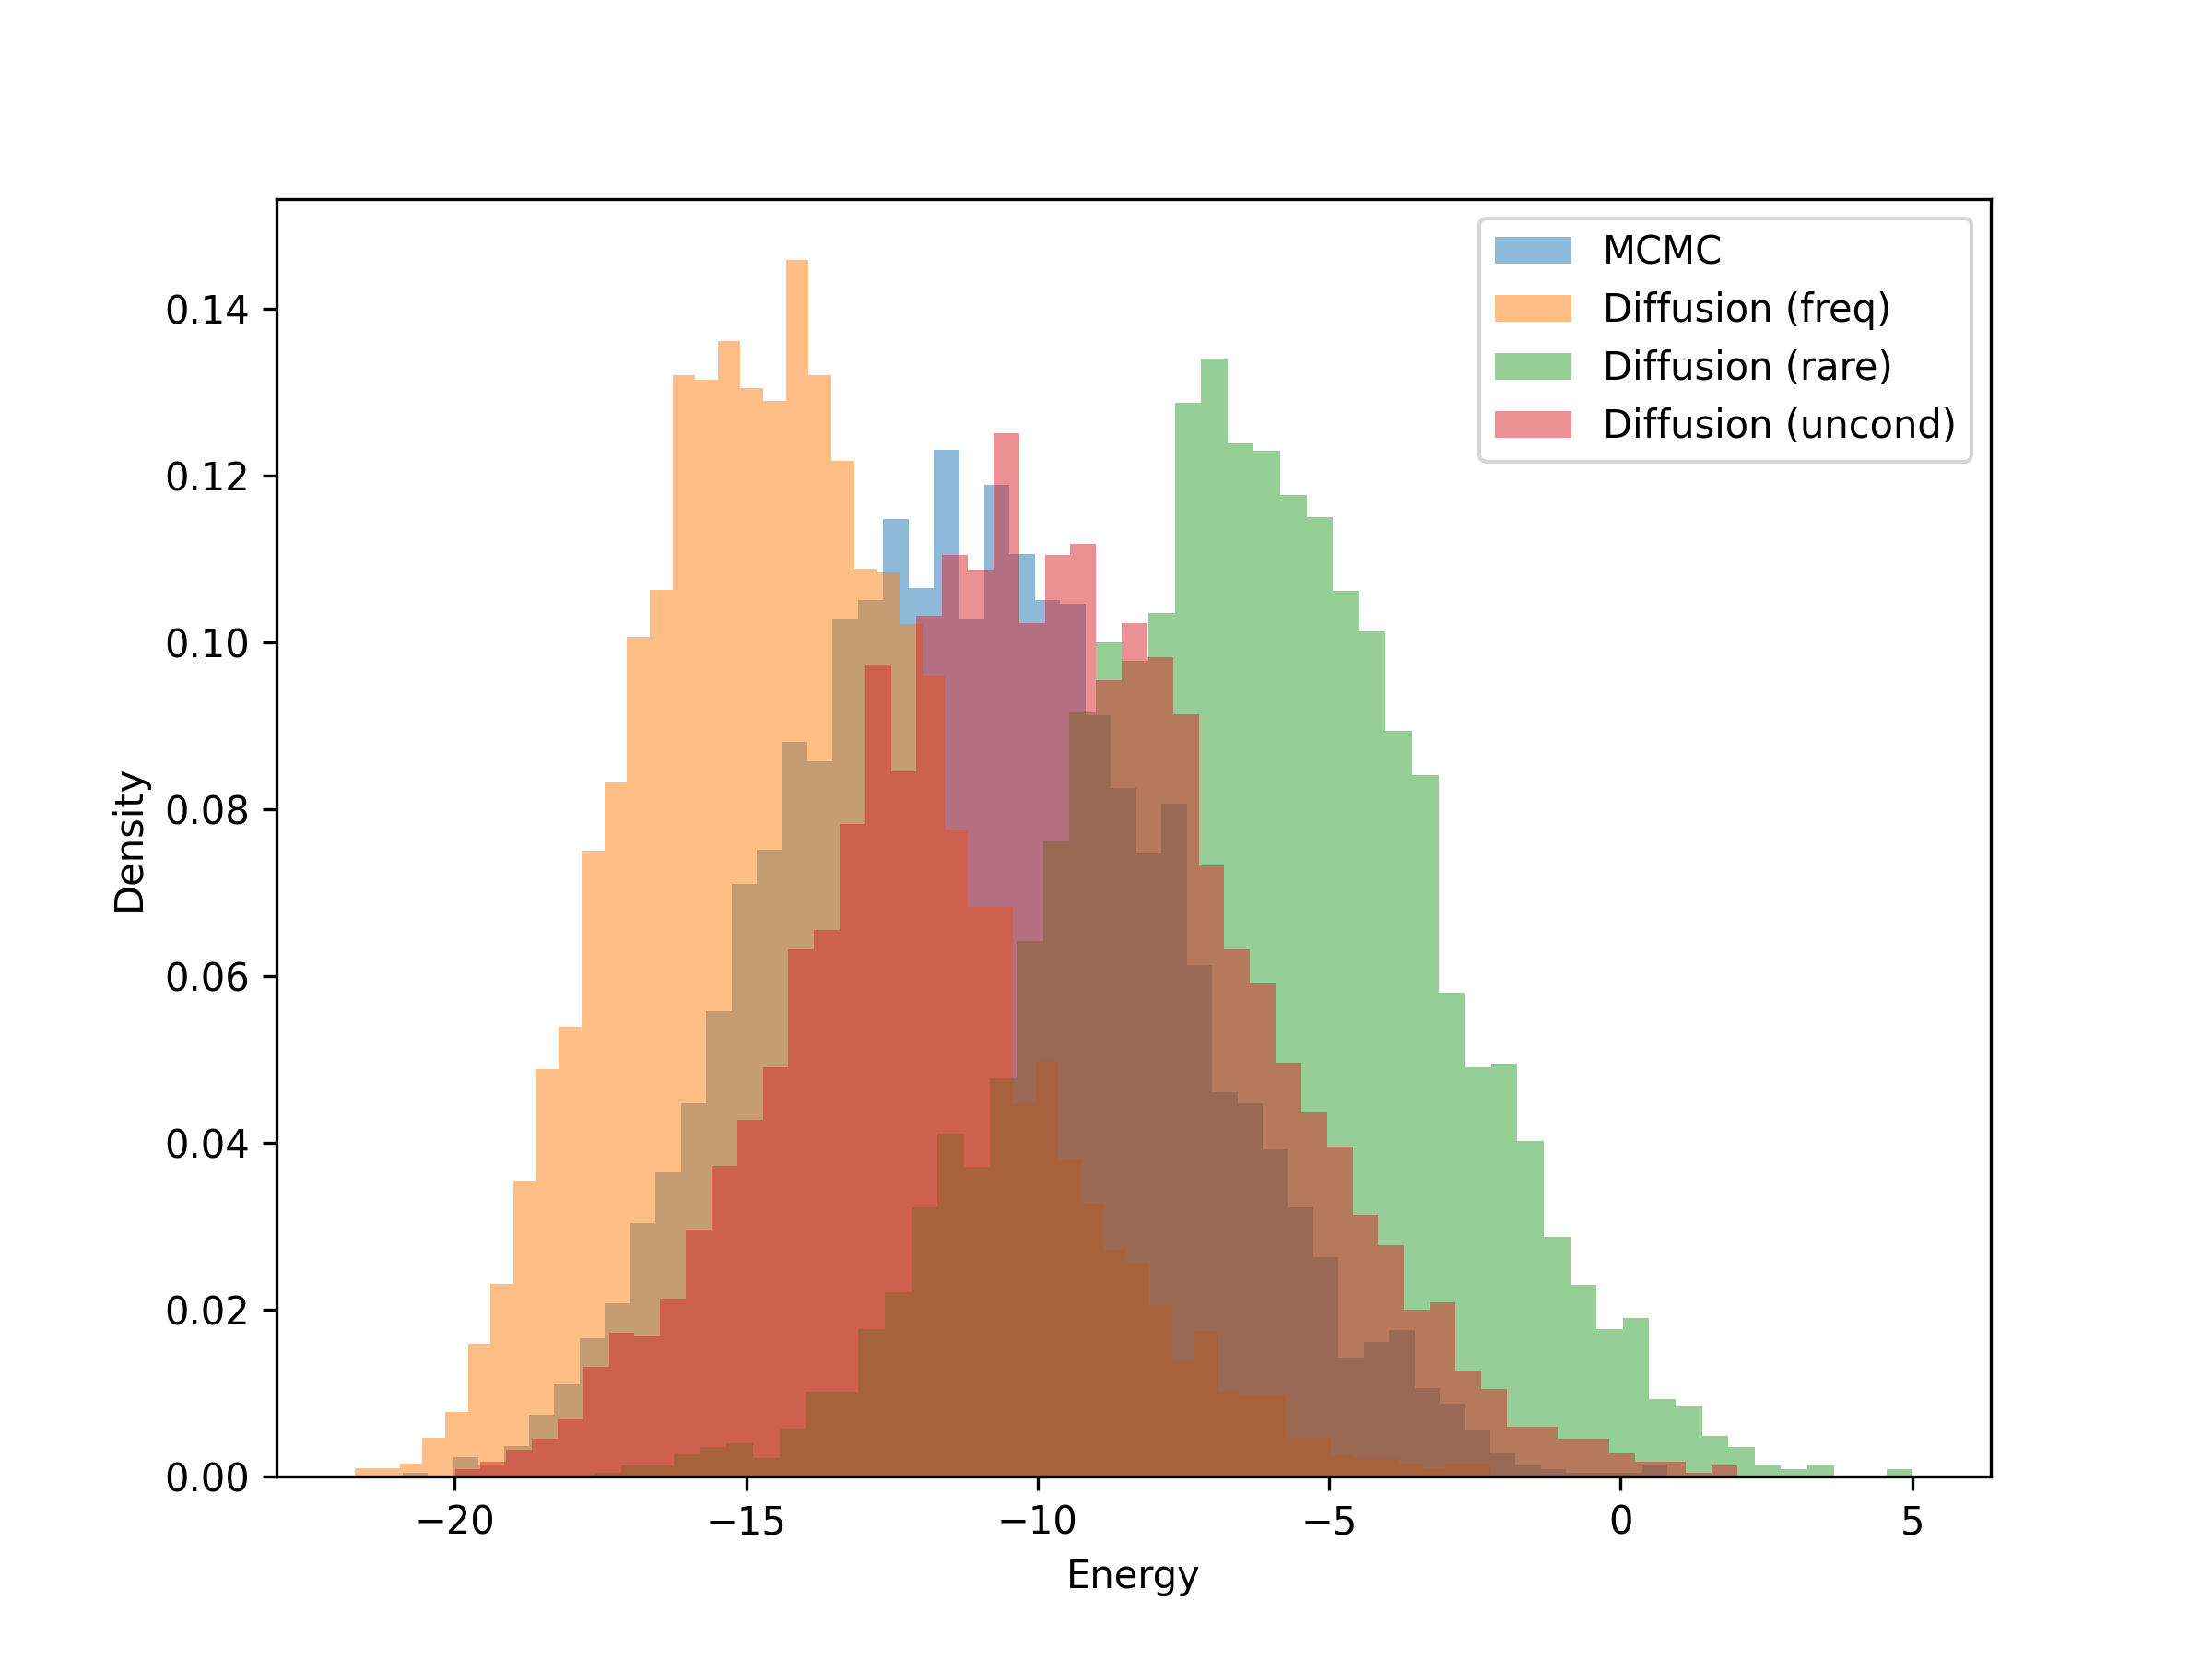 MCMC
Diffusion (freq)
Diffusion (rare)
Diffusion (uncond)
0.14
0.12
0.10
0.08
0.06
0.04
0.02
0.00
Density
−20 −15 −10 −5 0 5
Energy